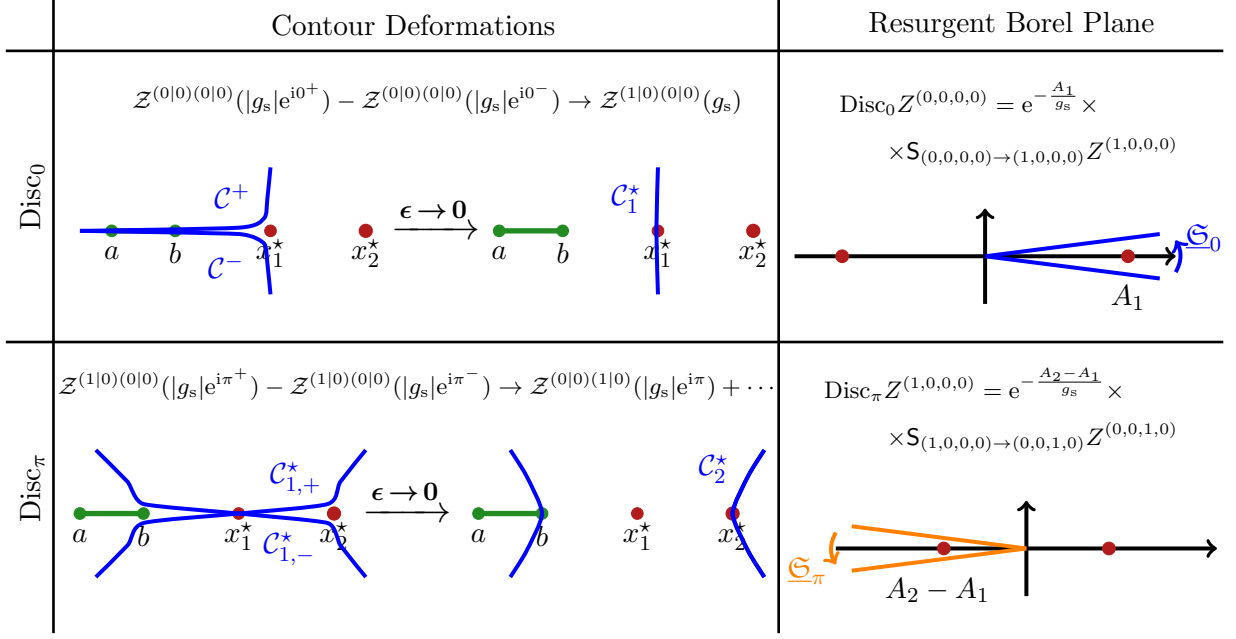 Contour Deformations
Resurgent Borel Plane
Disc₀
𝒵^{(0|0)(0|0)}(|g_s|e^{i0⁺}) − 𝒵^{(0|0)(0|0)}(|g_s|e^{i0⁻}) → 𝒵^{(1|0)(0|0)}(g_s)
𝒞⁺
𝒞⁻
a b x₁^⋆ x₂^⋆
ϵ → 0
𝒞₁^⋆
a b x₁^⋆ x₂^⋆
Disc₀Z^{(0,0,0,0)} = e^{−A₁/g_s} ×
×S_{(0,0,0,0)→(1,0,0,0)}Z^{(1,0,0,0)}
𝔖₀
A₁
Disc_π
𝒵^{(1|0)(0|0)}(|g_s|e^{iπ⁺}) − 𝒵^{(1|0)(0|0)}(|g_s|e^{iπ⁻}) → 𝒵^{(0|0)(1|0)}(|g_s|e^{iπ}) + ⋯
𝒞_{1,+}^⋆
𝒞_{1,−}^⋆
a b x₁^⋆ x₂^⋆
ϵ → 0
𝒞₂^⋆
a b x₁^⋆ x₂^⋆
Disc_πZ^{(1,0,0,0)} = e^{−(A₂−A₁)/g_s} ×
×S_{(1,0,0,0)→(0,0,1,0)}Z^{(0,0,1,0)}
𝔖_π
A₂ − A₁